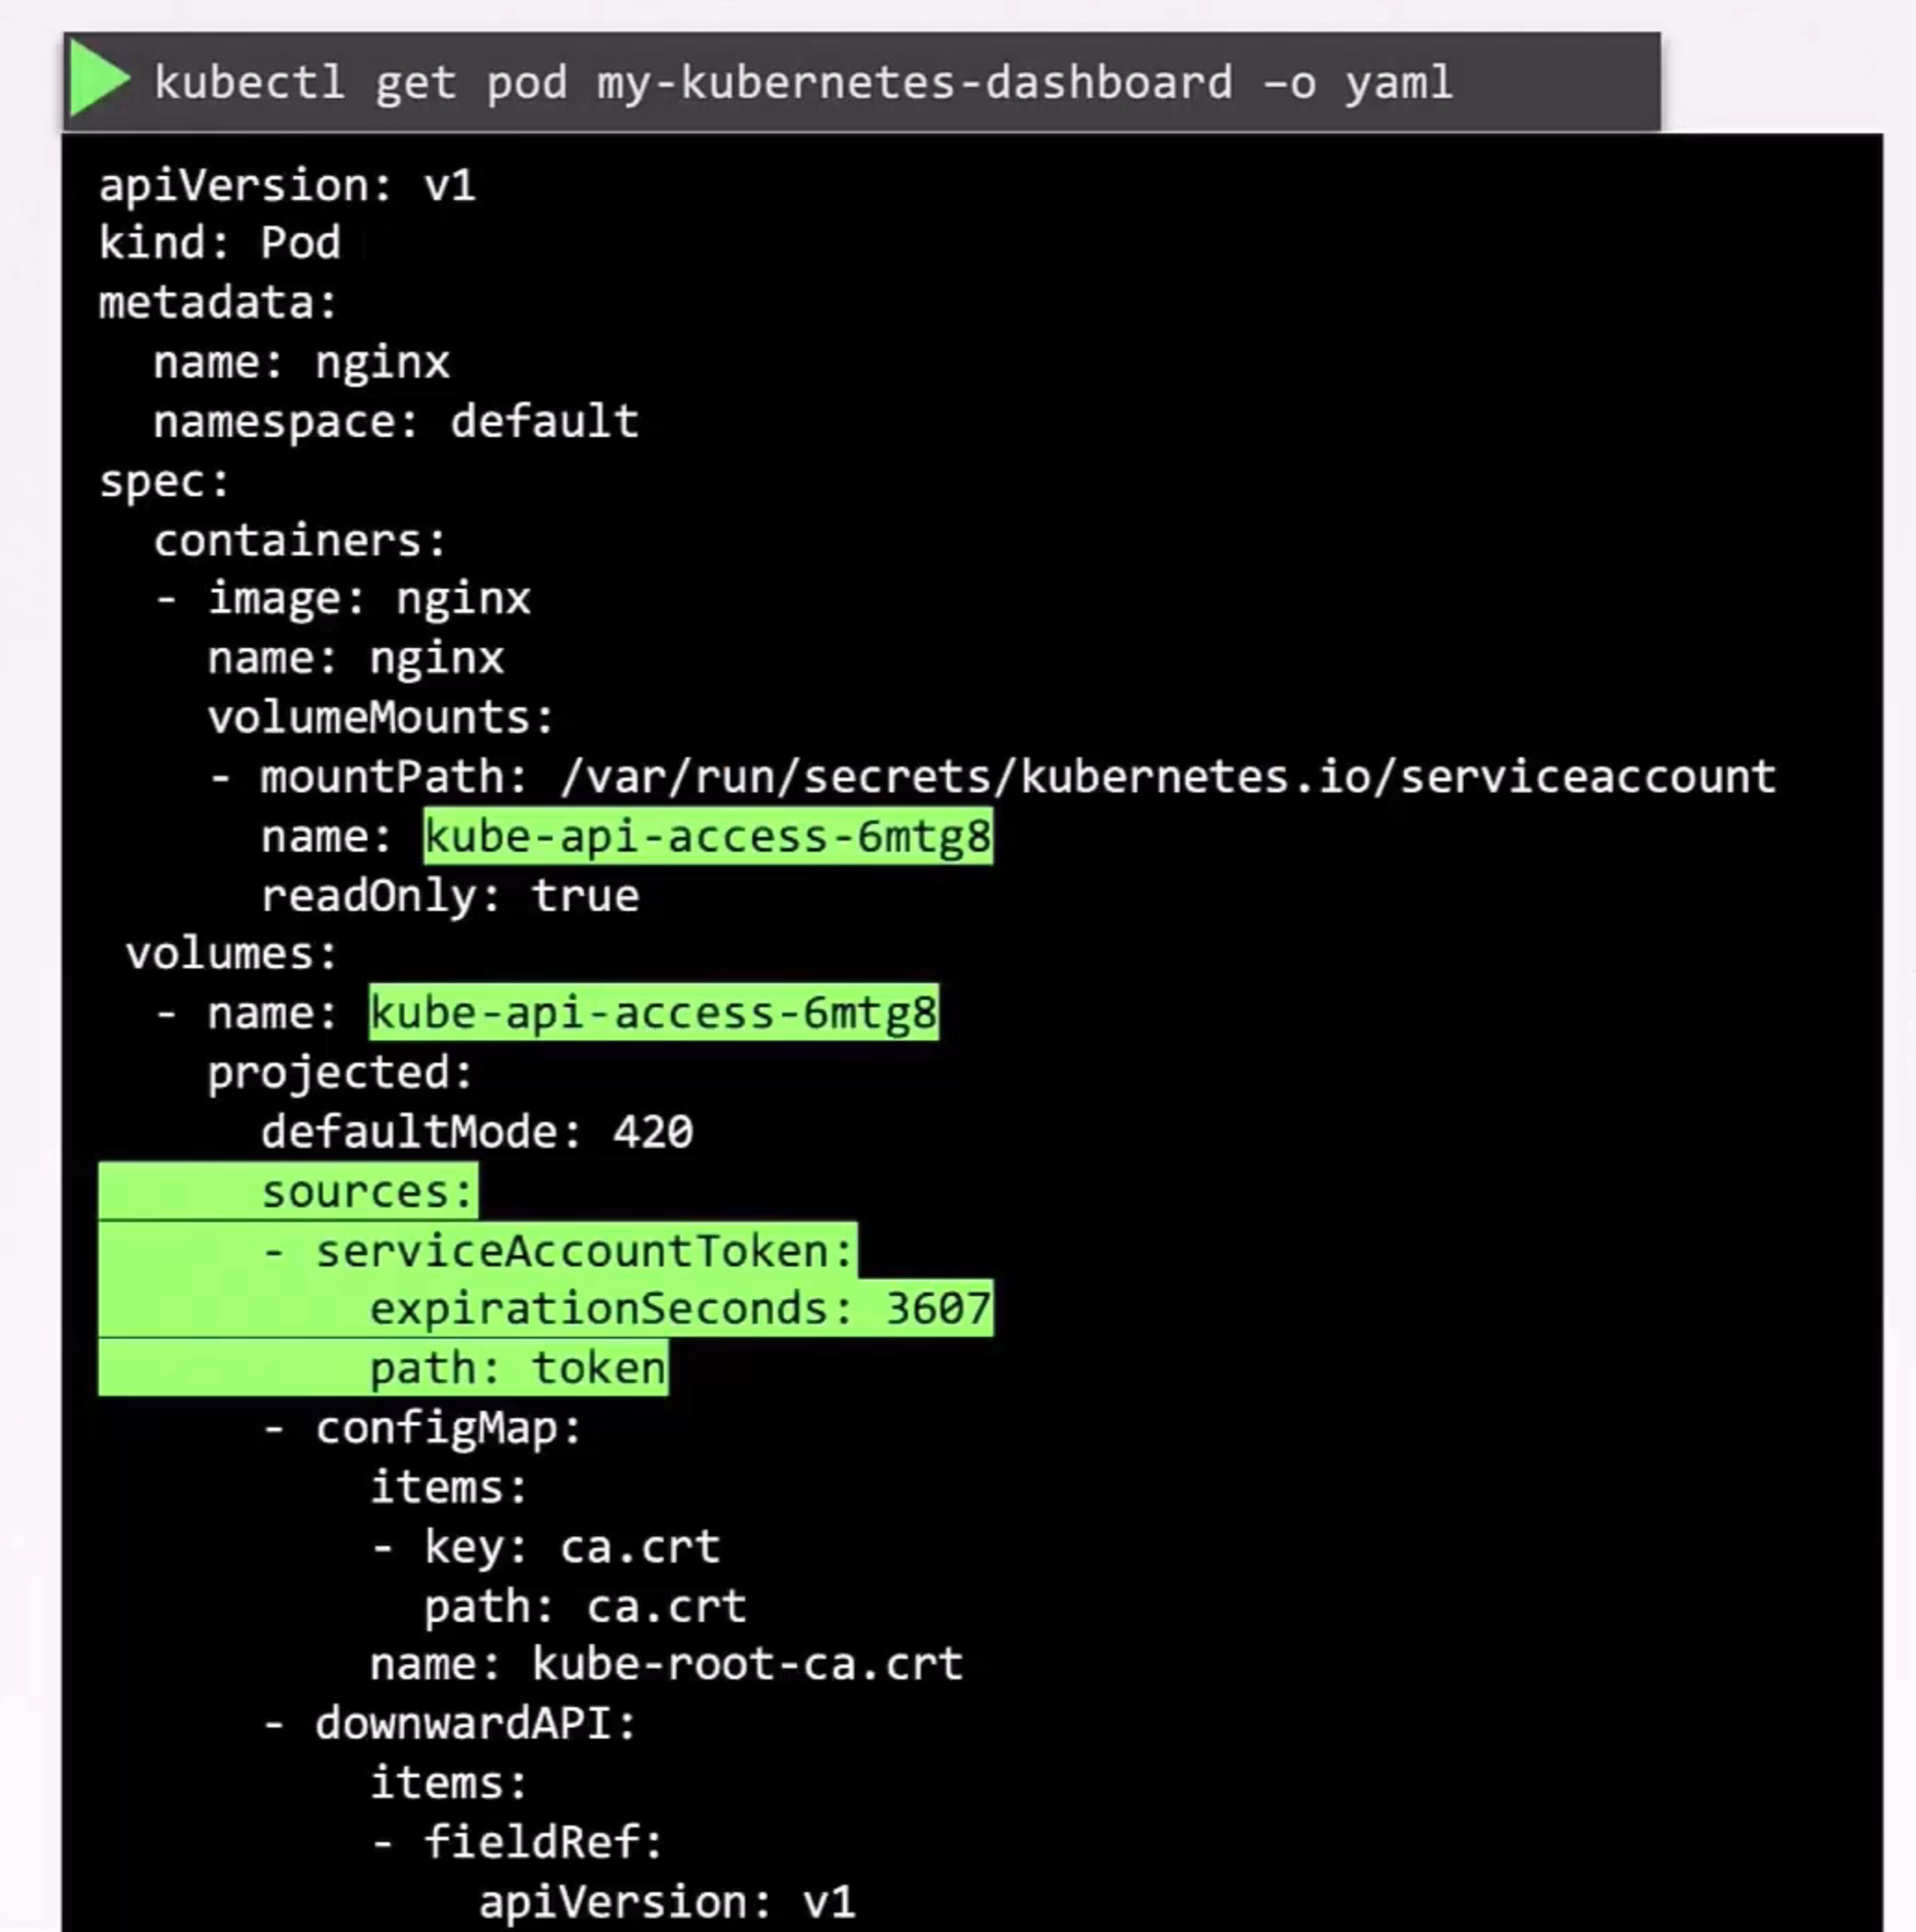 kubectl get pod my-kubernetes-dashboard –o yaml
apiVersion: v1
kind: Pod
metadata:
  name: nginx
  namespace: default
spec:
  containers:
  - image: nginx
    name: nginx
    volumeMounts:
    - mountPath: /var/run/secrets/kubernetes.io/serviceaccount
      name: kube-api-access-6mtg8
      readOnly: true
 volumes:
  - name: kube-api-access-6mtg8
    projected:
      defaultMode: 420
      sources:
      - serviceAccountToken:
          expirationSeconds: 3607
          path: token
      - configMap:
          items:
          - key: ca.crt
            path: ca.crt
          name: kube-root-ca.crt
      - downwardAPI:
          items:
          - fieldRef:
              apiVersion: v1